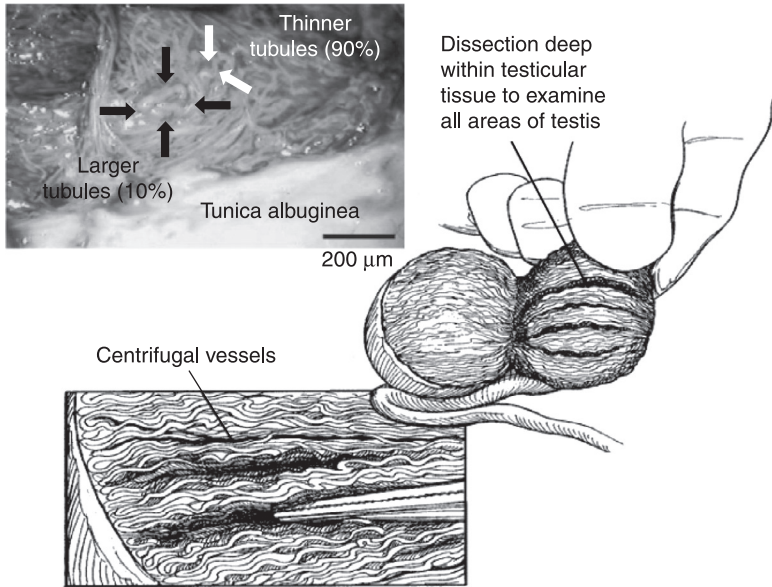 Thinner
tubules (90%)
Larger
tubules (10%)
Tunica albuginea
200 μm
Dissection deep
within testicular
tissue to examine
all areas of testis
Centrifugal vessels